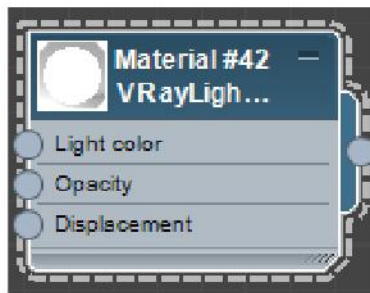 Material #42
VRayLigh...
Light color
Opacity
Displacement